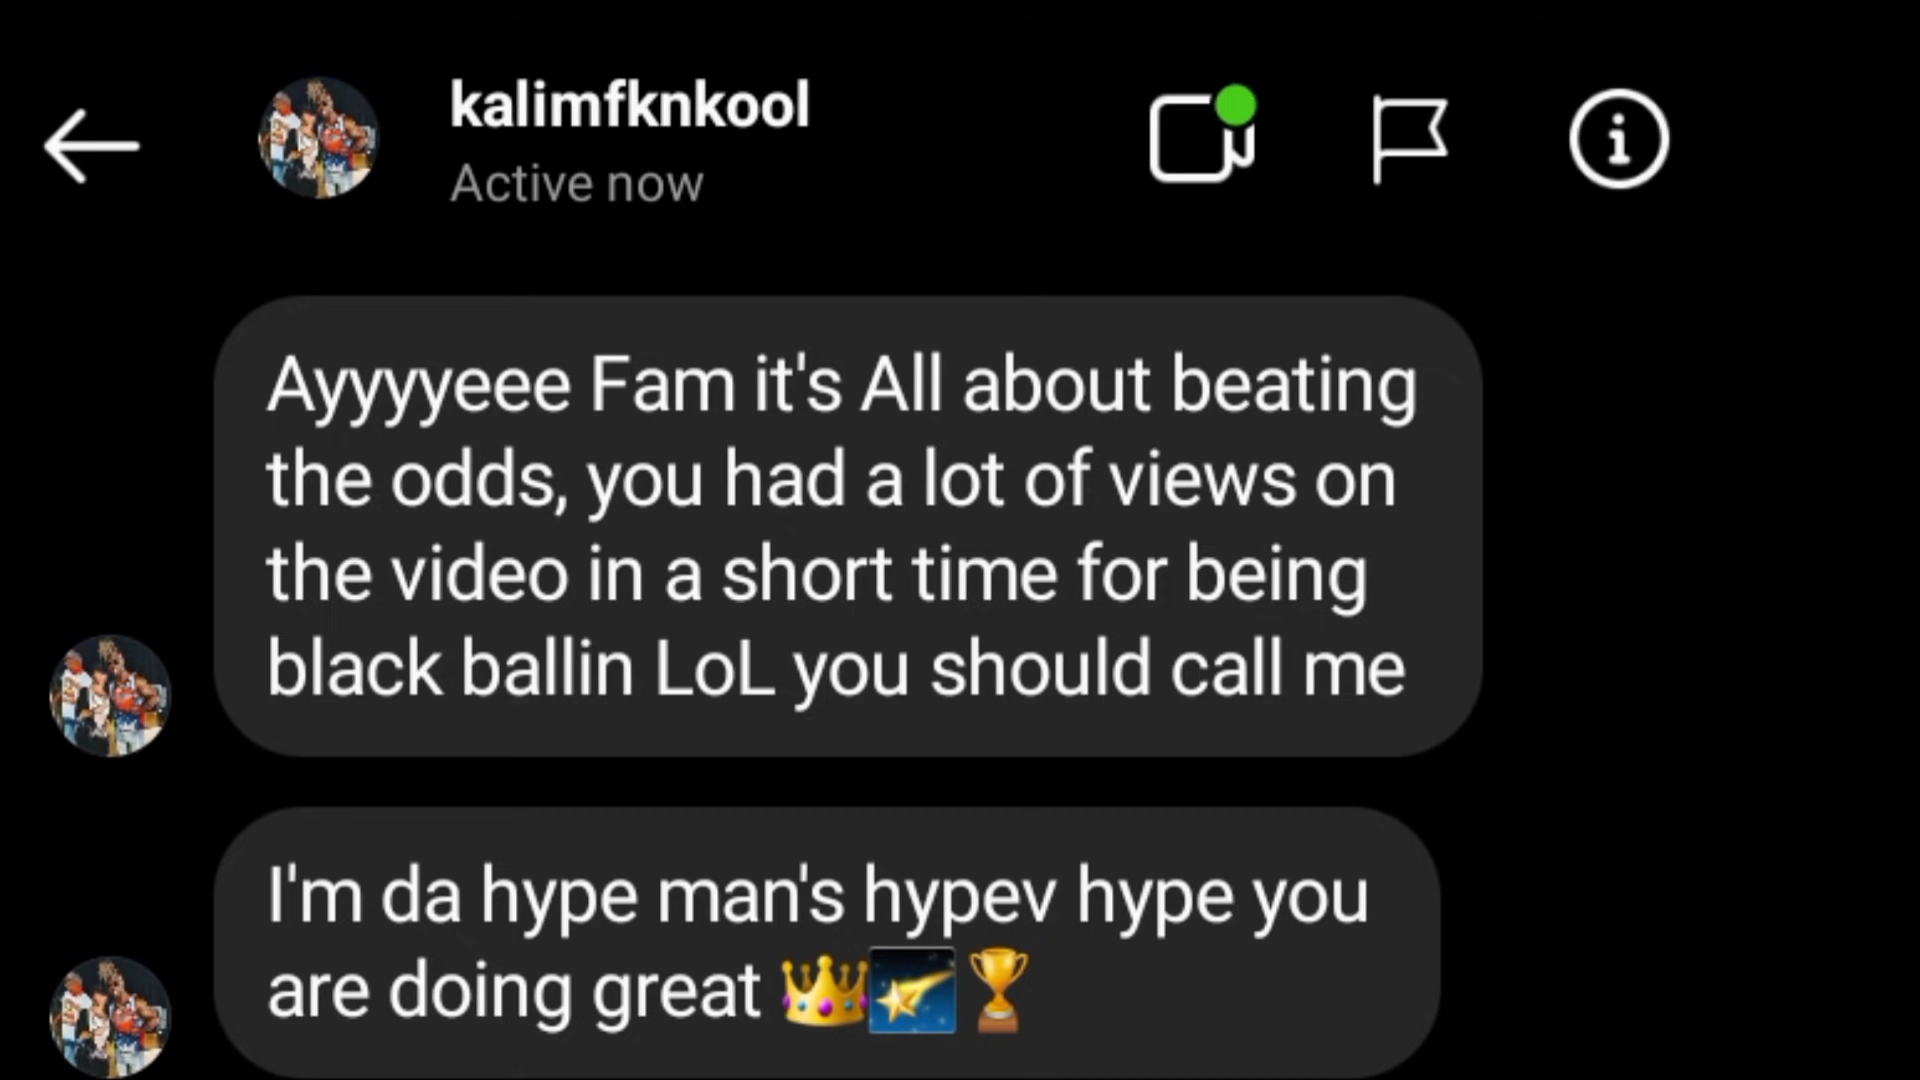 kalimfknkool
Active now
Ayyyyeee Fam it's All about beating
the odds, you had a lot of views on
the video in a short time for being
black ballin LoL you should call me
I'm da hype man's hypev hype you
are doing great 👑🌠🏆